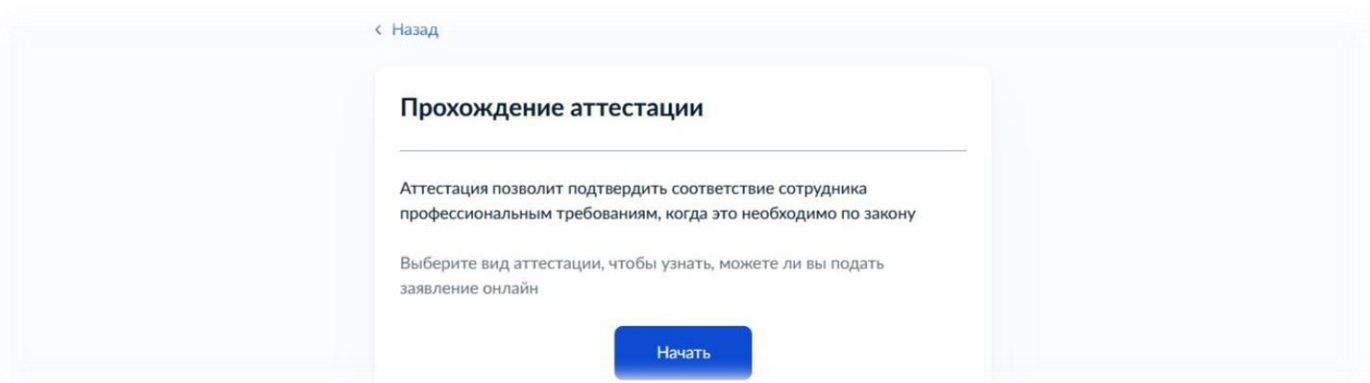 Назад
Прохождение аттестации
Аттестация позволит подтвердить соответствие сотрудника
профессиональным требованиям, когда это необходимо по закону
Выберите вид аттестации, чтобы узнать, можете ли вы подать
заявление онлайн
Начать